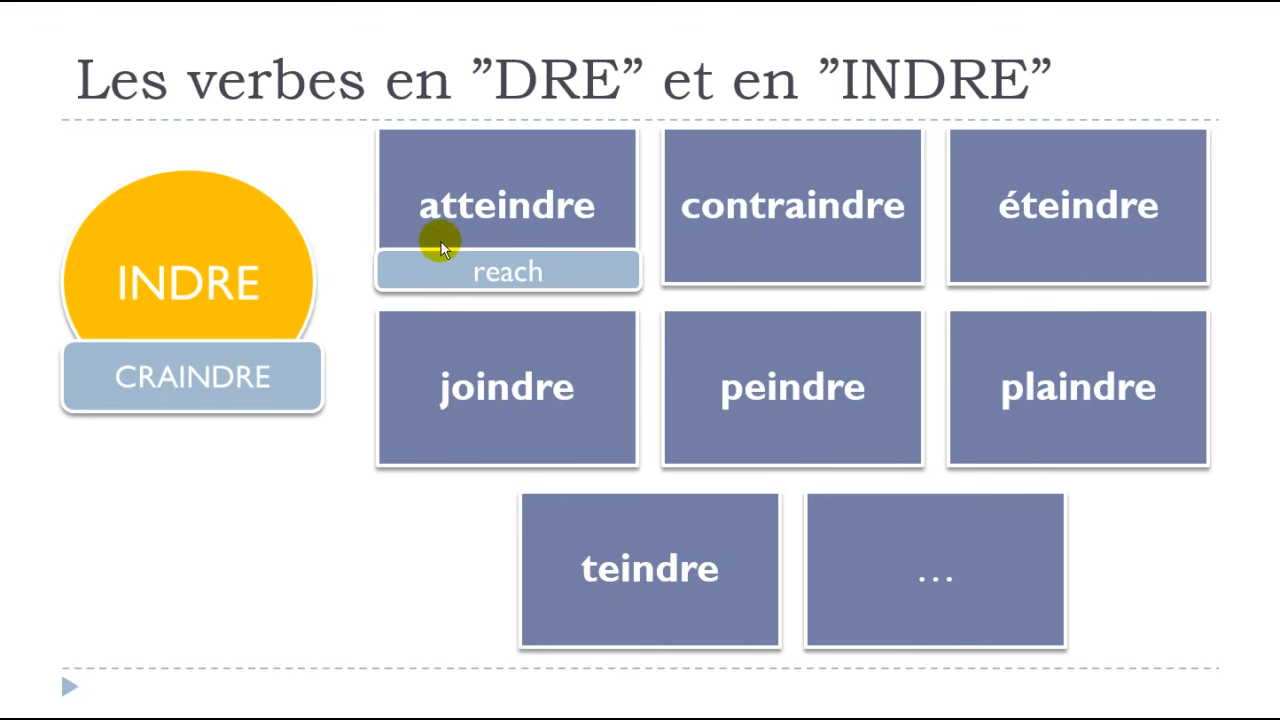 Les verbes en ”DRE” et en ”INDRE”
INDRE
CRAINDRE
atteindre
reach
contraindre
éteindre
joindre
peindre
plaindre
teindre
…